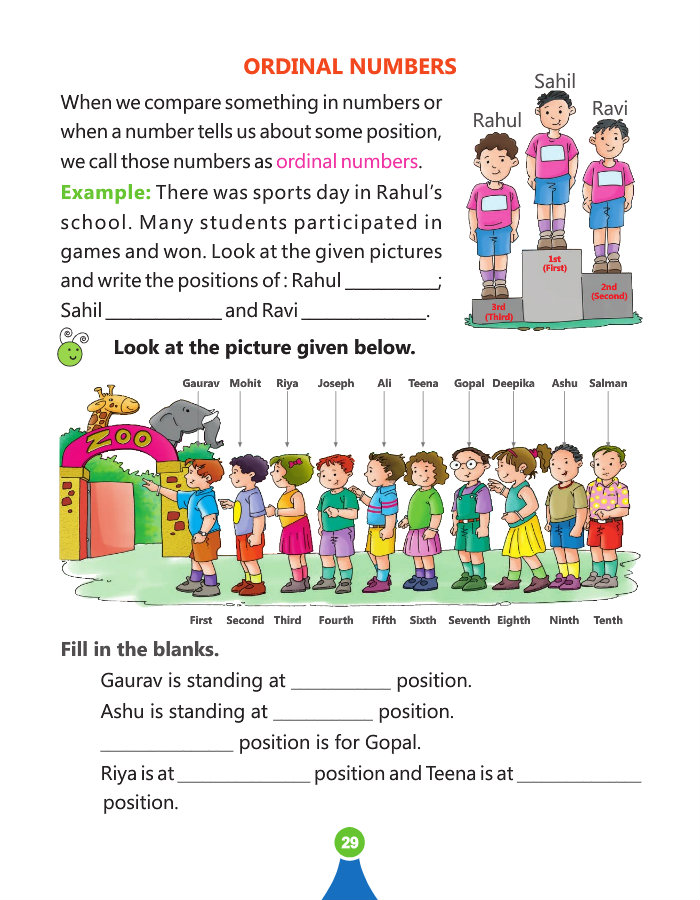 ORDINAL NUMBERS
When we compare something in numbers or
when a number tells us about some position,
we call those numbers as ordinal numbers.
Example: There was sports day in Rahul's
school. Many students participated in
games and won. Look at the given pictures
and write the positions of : Rahul __________;
Sahil _____________ and Ravi ______________.
Sahil
Rahul
Ravi
1st
(First)
2nd
(Second)
3rd
(Third)
Look at the picture given below.
Gaurav Mohit Riya Joseph Ali Teena Gopal Deepika Ashu Salman
ZOO
First Second Third Fourth Fifth Sixth Seventh Eighth Ninth Tenth
Fill in the blanks.
Gaurav is standing at ___________ position.
Ashu is standing at ___________ position.
_______________ position is for Gopal.
Riya is at _______________ position and Teena is at ______________
position.
29